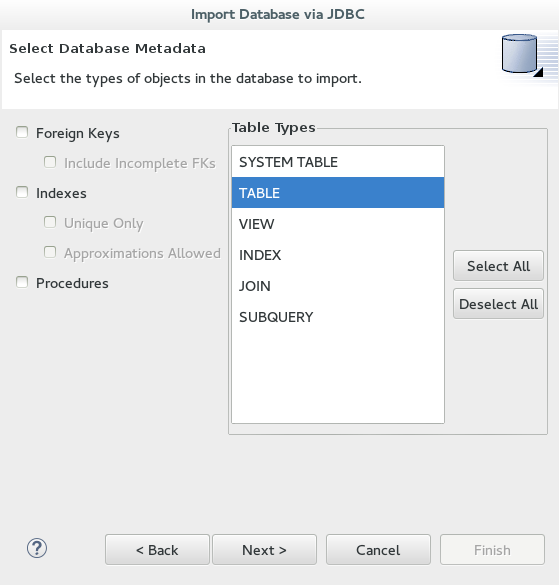 Import Database via JDBC
Select Database Metadata
Select the types of objects in the database to import.
Foreign Keys
Include Incomplete FKs
Indexes
Unique Only
Approximations Allowed
Procedures
Table Types
SYSTEM TABLE
TABLE
VIEW
INDEX
JOIN
SUBQUERY
Select All
Deselect All
?
< Back
Next >
Cancel
Finish